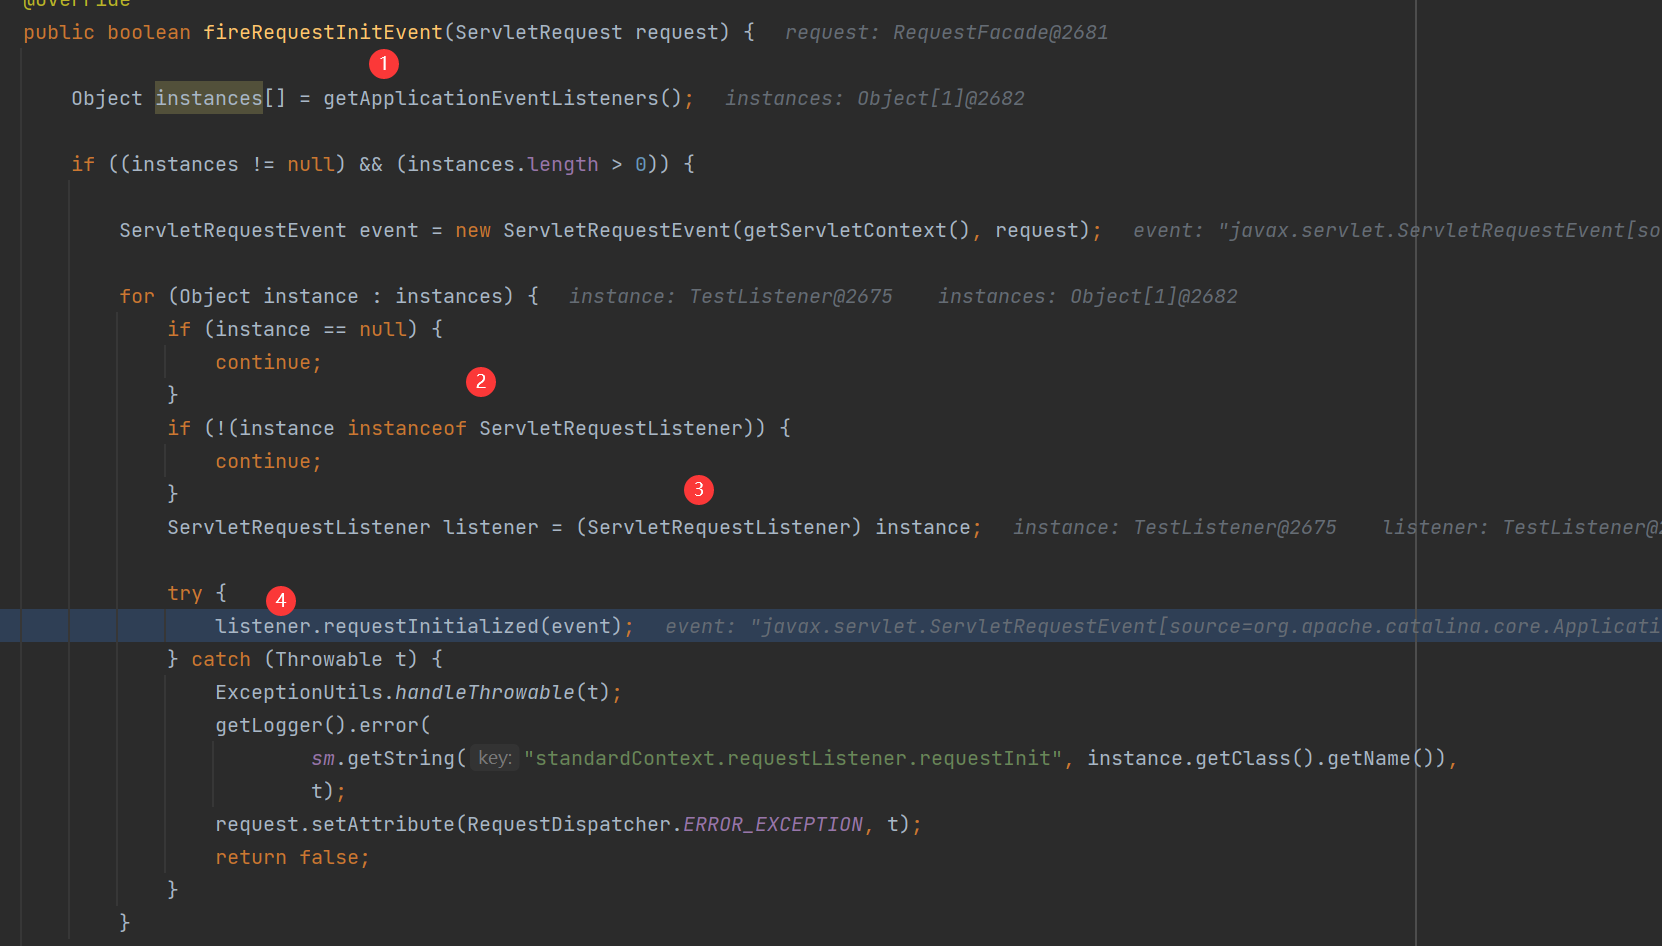 @Override
public boolean fireRequestInitEvent(ServletRequest request) {   request: RequestFacade@2681
1
Object instances[] = getApplicationEventListeners();   instances: Object[1]@2682
if ((instances != null) && (instances.length > 0)) {
ServletRequestEvent event = new ServletRequestEvent(getServletContext(), request);   event: "javax.servlet.ServletRequestEvent[so
for (Object instance : instances) {   instance: TestListener@2675   instances: Object[1]@2682
if (instance == null) {
continue;
2
}
if (!(instance instanceof ServletRequestListener)) {
continue;
}
3
ServletRequestListener listener = (ServletRequestListener) instance;   instance: TestListener@2675   listener: TestListener@2
try {
4
listener.requestInitialized(event);   event: "javax.servlet.ServletRequestEvent[source=org.apache.catalina.core.Applicati
} catch (Throwable t) {
ExceptionUtils.handleThrowable(t);
getLogger().error(
sm.getString( key: "standardContext.requestListener.requestInit", instance.getClass().getName()),
t);
request.setAttribute(RequestDispatcher.ERROR_EXCEPTION, t);
return false;
}
}